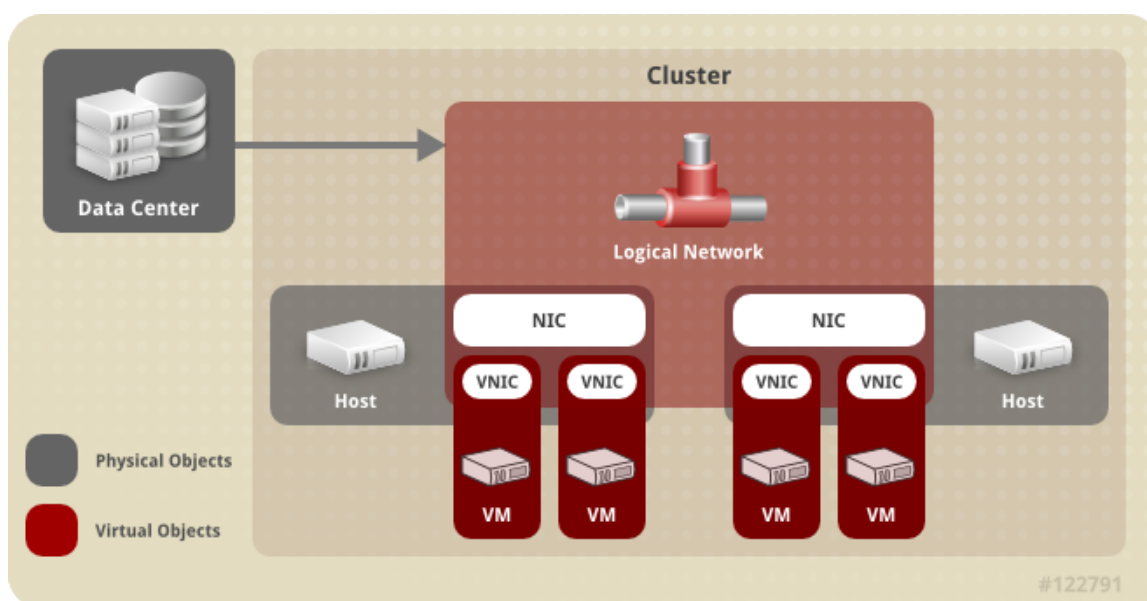 Cluster
Data Center
Logical Network
NIC
NIC
Host
VNIC
VNIC
VNIC
VNIC
Host
VM
VM
VM
VM
Physical Objects
Virtual Objects
#122791